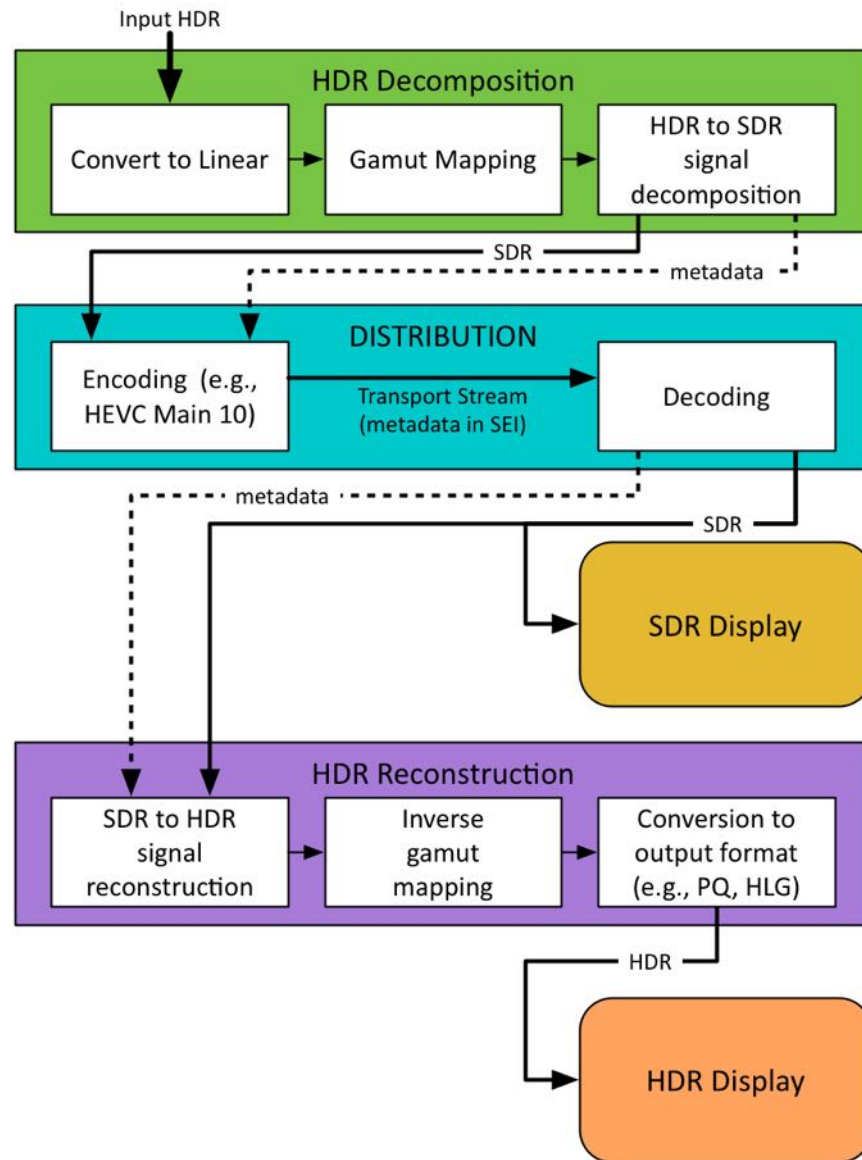 Input HDR
HDR Decomposition
Convert to Linear
Gamut Mapping
HDR to SDR
signal
decomposition
SDR
metadata
DISTRIBUTION
Encoding (e.g.,
HEVC Main 10)
Transport Stream
(metadata in SEI)
Decoding
metadata
SDR
SDR Display
HDR Reconstruction
SDR to HDR
signal
reconstruction
Inverse
gamut
mapping
Conversion to
output format
(e.g., PQ, HLG)
HDR
HDR Display